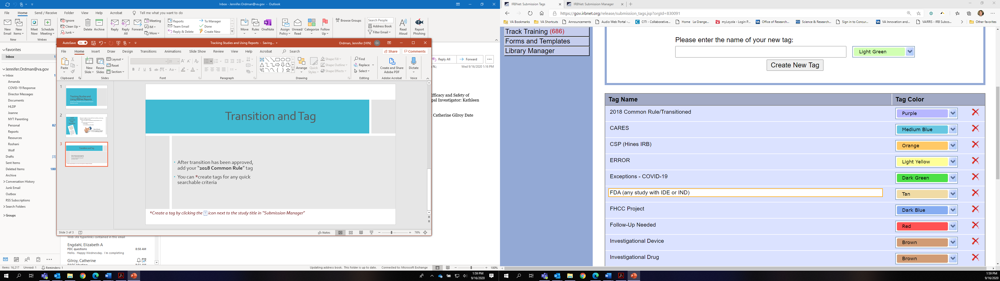 Inbox - Jennifer.Ordman@va.gov - Outlook
File Home Send / Receive Folder View Help Acrobat Tell me what you want to do
New Email
New Items
New
Meet Now
Schedule Meeting
Webex
Ignore
Clean Up
Junk
Delete
Archive
Reply
Reply All
Forward
Meeting
IM
More
Reports
Team Email
Reply & Delete
To Manager
Done
Create New
Move
Rules
OneNote
Assign Policy
Unread/ Read
Categorize
Follow Up
Browse Groups
Search People
Address Book
Filter Email
Read Aloud
Report Phishing
Favorites
Inbox 1
Jennifer.Ordman@va.gov
Inbox 1
Amanda
COVID-19 Response
Director Messages
Documents
HLDP
Joanne
NYT Parenting
Personal 82
Reports
Resources
Roshani
Wolf
Drafts [3]
Sent Items
Deleted Items 180
Archive
Conversation History
Junk Email
Outbox
RSS Subscriptions
Search Folders
Groups
AutoSave On
Tracking Studies and Using Reports - Saving...
Ordman, Jennifer (HIN) OJ
File Home Insert Draw Design Transitions Animations Slide Show Review View Help Acrobat Search
Share Comments
Paste
Clipboard
New Slide
Reuse Slides
Layout
Reset
Section
Slides
20
Font
Paragraph
Arrange
Quick Styles
Shape Fill
Shape Outline
Shape Effects
Drawing
Find
Replace
Select
Editing
Create and Share Adobe PDF
Adobe Acrobat
Dictate
Voice
1
Tracking Studies and
Using IRBNet Reports
2
3
Transition and Tag
Transition and Tag
• After transition has been approved,
add your “2018 Common Rule” tag
• You can *create tags for any quick
searchable criteria
*Create a tag by clicking the T icon next to the study title in “Submission Manager”
Slide 3 of 3 Notes 76%
Reply All Forward
N.; Wed 9/16/2020 1:16 PM
Efficacy and Safety of
pal Investigator: Kathleen
: Catherine Gilroy Date
Web site hyperlinks contained in this email
Engdahl, Elizabeth A
FDC questions 8:58 AM
Hello. Happy Wednesday. I'm completing
Gilroy, Catherine
Items: 16,217 Unread: 1 Reminders: 1
Updating address book. This folder is up to date. Connected to: Microsoft Exchange 100%
1:59 PM
9/16/2020
IRBNet: Submission Tags
IRBNet: Submission Manager
https://gov.irbnet.org/release/submission_tags.jsp?orgId=830091
VA Bookmarks VA Shortcuts Announcements Audio Web Portal -... CITI - Collaborative... Home La Grange... myLoyola - Login P... Office of Research... Science & Research... Sign in to Concur... VA Innovation and... VAIRRS - IRB Subco... Other favorites
Track Training (686)
Forms and Templates
Library Manager
Please enter the name of your new tag:
Light Green
Create New Tag
Tag Name Tag Color
2018 Common Rule/Transitioned Purple
CARES Medium Blue
CSP (Hines IRB) Orange
ERROR Light Yellow
Exceptions - COVID-19 Dark Green
FDA (any study with IDE or IND) Tan
FHCC Project Dark Blue
Follow-Up Needed Red
Investigational Device Brown
Investigational Drug Brown
1:59 PM
9/16/2020